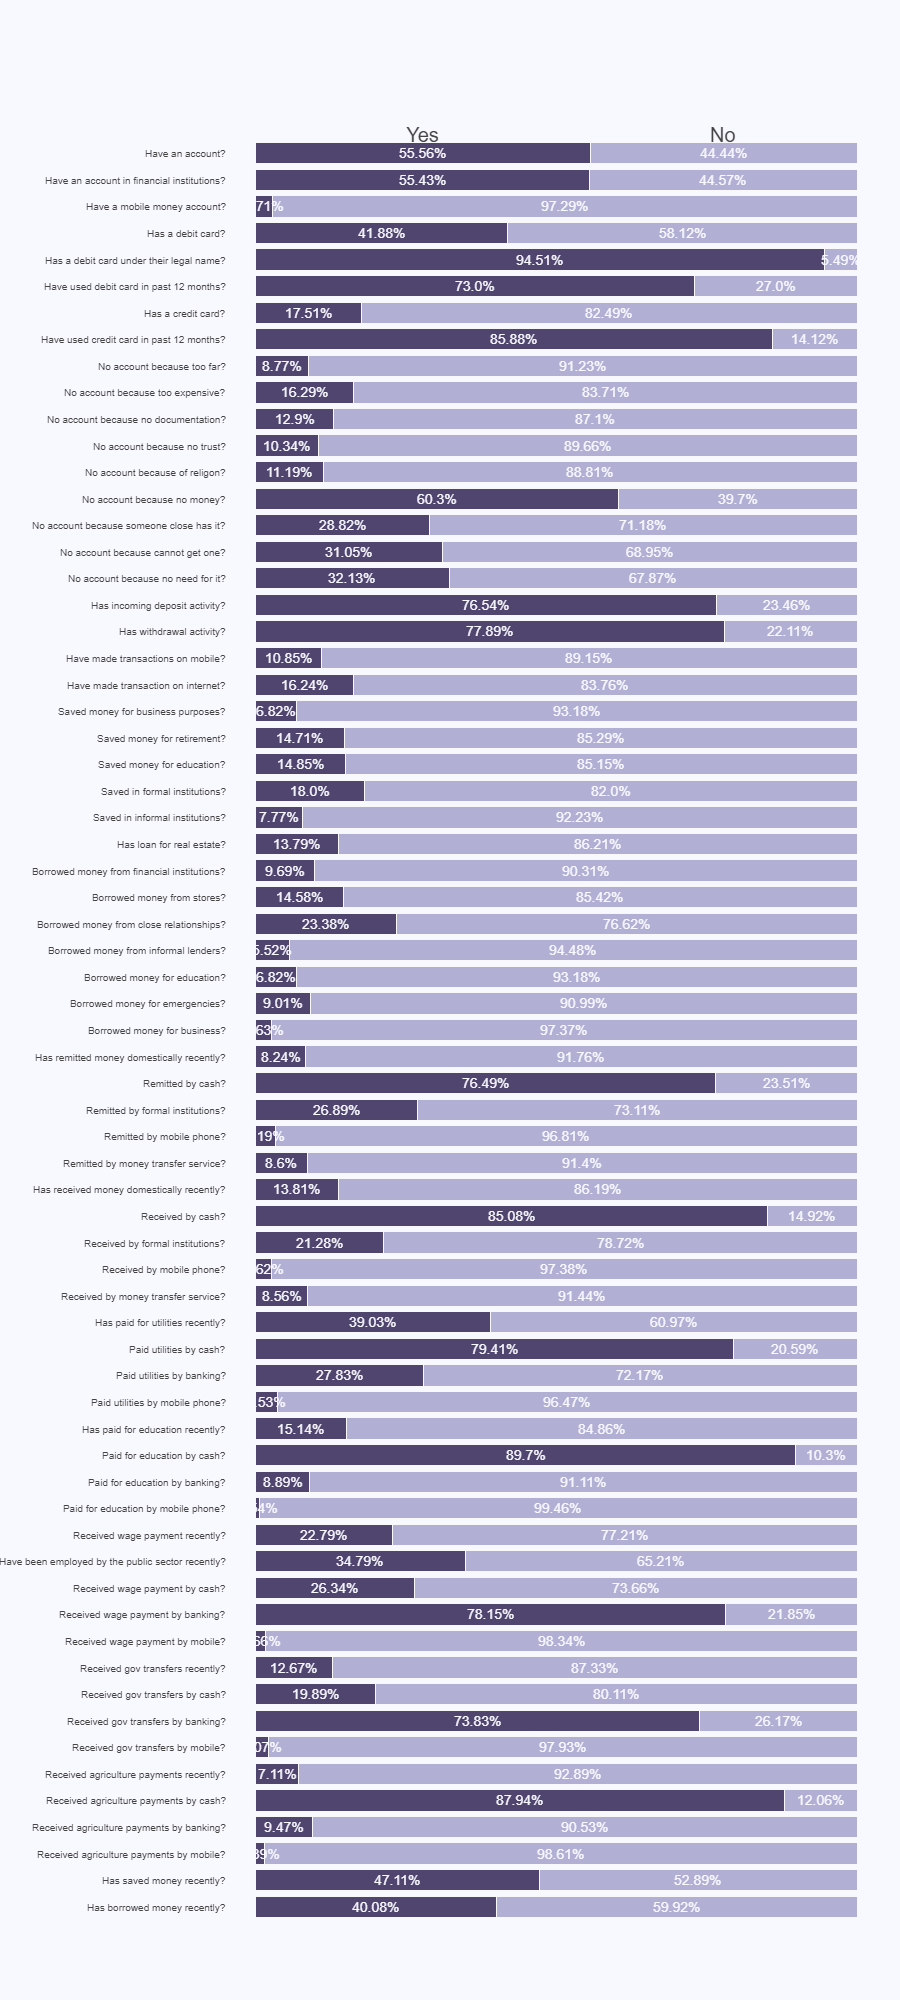 Yes No
Have an account? 55.56% 44.44%
Have an account in financial institutions? 55.43% 44.57%
Have a mobile money account? 71% 97.29%
Has a debit card? 41.88% 58.12%
Has a debit card under their legal name? 94.51% 5.49%
Have used debit card in past 12 months? 73.0% 27.0%
Has a credit card? 17.51% 82.49%
Have used credit card in past 12 months? 85.88% 14.12%
No account because too far? 8.77% 91.23%
No account because too expensive? 16.29% 83.71%
No account because no documentation? 12.9% 87.1%
No account because no trust? 10.34% 89.66%
No account because of religon? 11.19% 88.81%
No account because no money? 60.3% 39.7%
No account because someone close has it? 28.82% 71.18%
No account because cannot get one? 31.05% 68.95%
No account because no need for it? 32.13% 67.87%
Has incoming deposit activity? 76.54% 23.46%
Has withdrawal activity? 77.89% 22.11%
Have made transactions on mobile? 10.85% 89.15%
Have made transaction on internet? 16.24% 83.76%
Saved money for business purposes? 6.82% 93.18%
Saved money for retirement? 14.71% 85.29%
Saved money for education? 14.85% 85.15%
Saved in formal institutions? 18.0% 82.0%
Saved in informal institutions? 7.77% 92.23%
Has loan for real estate? 13.79% 86.21%
Borrowed money from financial institutions? 9.69% 90.31%
Borrowed money from stores? 14.58% 85.42%
Borrowed money from close relationships? 23.38% 76.62%
Borrowed money from informal lenders? 5.52% 94.48%
Borrowed money for education? 6.82% 93.18%
Borrowed money for emergencies? 9.01% 90.99%
Borrowed money for business? 63% 97.37%
Has remitted money domestically recently? 8.24% 91.76%
Remitted by cash? 76.49% 23.51%
Remitted by formal institutions? 26.89% 73.11%
Remitted by mobile phone? 19% 96.81%
Remitted by money transfer service? 8.6% 91.4%
Has received money domestically recently? 13.81% 86.19%
Received by cash? 85.08% 14.92%
Received by formal institutions? 21.28% 78.72%
Received by mobile phone? 62% 97.38%
Received by money transfer service? 8.56% 91.44%
Has paid for utilities recently? 39.03% 60.97%
Paid utilities by cash? 79.41% 20.59%
Paid utilities by banking? 27.83% 72.17%
Paid utilities by mobile phone? .53% 96.47%
Has paid for education recently? 15.14% 84.86%
Paid for education by cash? 89.7% 10.3%
Paid for education by banking? 8.89% 91.11%
Paid for education by mobile phone? 4% 99.46%
Received wage payment recently? 22.79% 77.21%
Have been employed by the public sector recently? 34.79% 65.21%
Received wage payment by cash? 26.34% 73.66%
Received wage payment by banking? 78.15% 21.85%
Received wage payment by mobile? 66% 98.34%
Received gov transfers recently? 12.67% 87.33%
Received gov transfers by cash? 19.89% 80.11%
Received gov transfers by banking? 73.83% 26.17%
Received gov transfers by mobile? 07% 97.93%
Received agriculture payments recently? 7.11% 92.89%
Received agriculture payments by cash? 87.94% 12.06%
Received agriculture payments by banking? 9.47% 90.53%
Received agriculture payments by mobile? 39% 98.61%
Has saved money recently? 47.11% 52.89%
Has borrowed money recently? 40.08% 59.92%